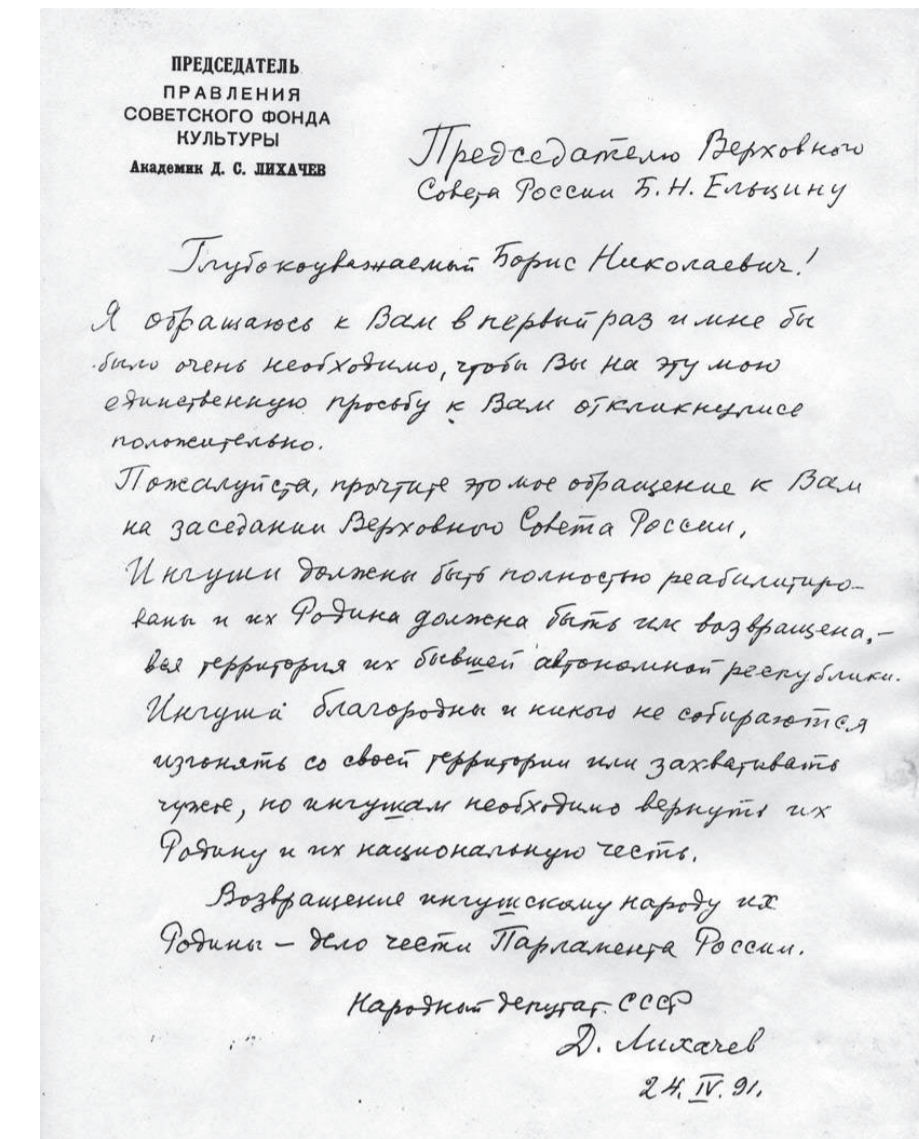 ПРЕДСЕДАТЕЛЬ
ПРАВЛЕНИЯ
СОВЕТСКОГО ФОНДА
КУЛЬТУРЫ
Академик Д. С. ЛИХАЧЕВ
Председателю Верховного
Совета России Б. Н. Ельцину
Глубокоуважаемый Борис Николаевич!
Я обращаюсь к Вам в первый раз и мне бы
было очень необходимо, чтобы Вы на эту мою
единственную просьбу к Вам откликнулись
положительно.
Пожалуйста, прочтите это мое обращение к Вам
на заседании Верховного Совета России.
Ингуши должны быть полностью реабилитиро-
ваны и их Родина должна быть им возвращена, –
вся территория их бывшей автономной республики.
Ингуши благородны и никого не собираются
изгонять со своей территории или захватывать
чужое, но ингушам необходимо вернуть их
Родину и их национальную честь.
Возвращение ингушскому народу их
Родины – дело чести Парламента России.
Народный депутат СССР
Д. Лихачев
24. IV. 91.